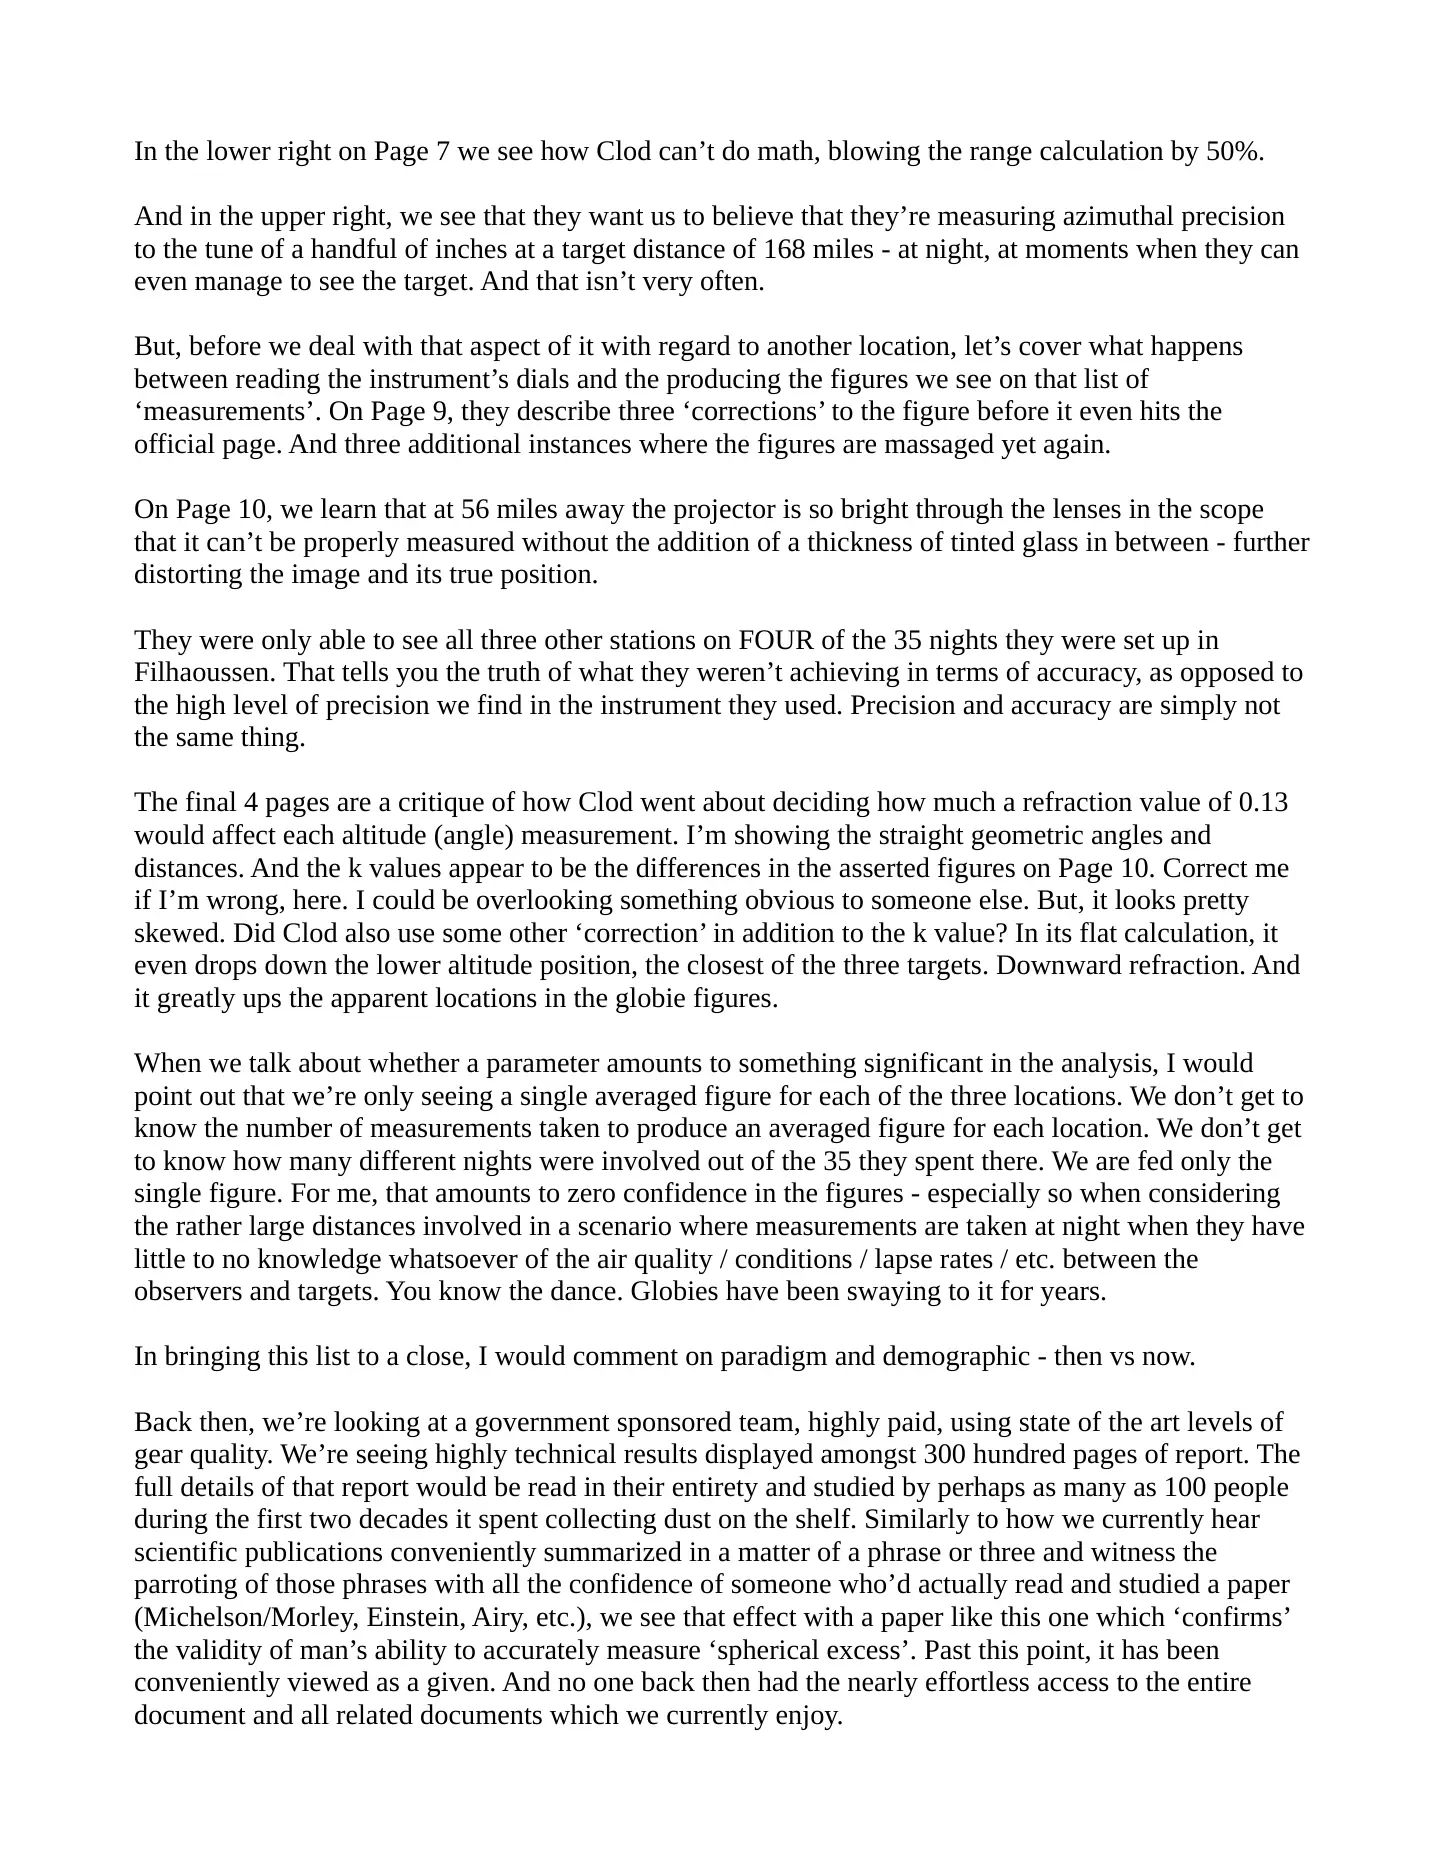 In the lower right on Page 7 we see how Clod can’t do math, blowing the range calculation by 50%.
And in the upper right, we see that they want us to believe that they’re measuring azimuthal precision
to the tune of a handful of inches at a target distance of 168 miles - at night, at moments when they can
even manage to see the target. And that isn’t very often.
But, before we deal with that aspect of it with regard to another location, let’s cover what happens
between reading the instrument’s dials and the producing the figures we see on that list of
‘measurements’. On Page 9, they describe three ‘corrections’ to the figure before it even hits the
official page. And three additional instances where the figures are massaged yet again.
On Page 10, we learn that at 56 miles away the projector is so bright through the lenses in the scope
that it can’t be properly measured without the addition of a thickness of tinted glass in between - further
distorting the image and its true position.
They were only able to see all three other stations on FOUR of the 35 nights they were set up in
Filhaoussen. That tells you the truth of what they weren’t achieving in terms of accuracy, as opposed to
the high level of precision we find in the instrument they used. Precision and accuracy are simply not
the same thing.
The final 4 pages are a critique of how Clod went about deciding how much a refraction value of 0.13
would affect each altitude (angle) measurement. I’m showing the straight geometric angles and
distances. And the k values appear to be the differences in the asserted figures on Page 10. Correct me
if I’m wrong, here. I could be overlooking something obvious to someone else. But, it looks pretty
skewed. Did Clod also use some other ‘correction’ in addition to the k value? In its flat calculation, it
even drops down the lower altitude position, the closest of the three targets. Downward refraction. And
it greatly ups the apparent locations in the globie figures.
When we talk about whether a parameter amounts to something significant in the analysis, I would
point out that we’re only seeing a single averaged figure for each of the three locations. We don’t get to
know the number of measurements taken to produce an averaged figure for each location. We don’t get
to know how many different nights were involved out of the 35 they spent there. We are fed only the
single figure. For me, that amounts to zero confidence in the figures - especially so when considering
the rather large distances involved in a scenario where measurements are taken at night when they have
little to no knowledge whatsoever of the air quality / conditions / lapse rates / etc. between the
observers and targets. You know the dance. Globies have been swaying to it for years.
In bringing this list to a close, I would comment on paradigm and demographic - then vs now.
Back then, we’re looking at a government sponsored team, highly paid, using state of the art levels of
gear quality. We’re seeing highly technical results displayed amongst 300 hundred pages of report. The
full details of that report would be read in their entirety and studied by perhaps as many as 100 people
during the first two decades it spent collecting dust on the shelf. Similarly to how we currently hear
scientific publications conveniently summarized in a matter of a phrase or three and witness the
parroting of those phrases with all the confidence of someone who’d actually read and studied a paper
(Michelson/Morley, Einstein, Airy, etc.), we see that effect with a paper like this one which ‘confirms’
the validity of man’s ability to accurately measure ‘spherical excess’. Past this point, it has been
conveniently viewed as a given. And no one back then had the nearly effortless access to the entire
document and all related documents which we currently enjoy.